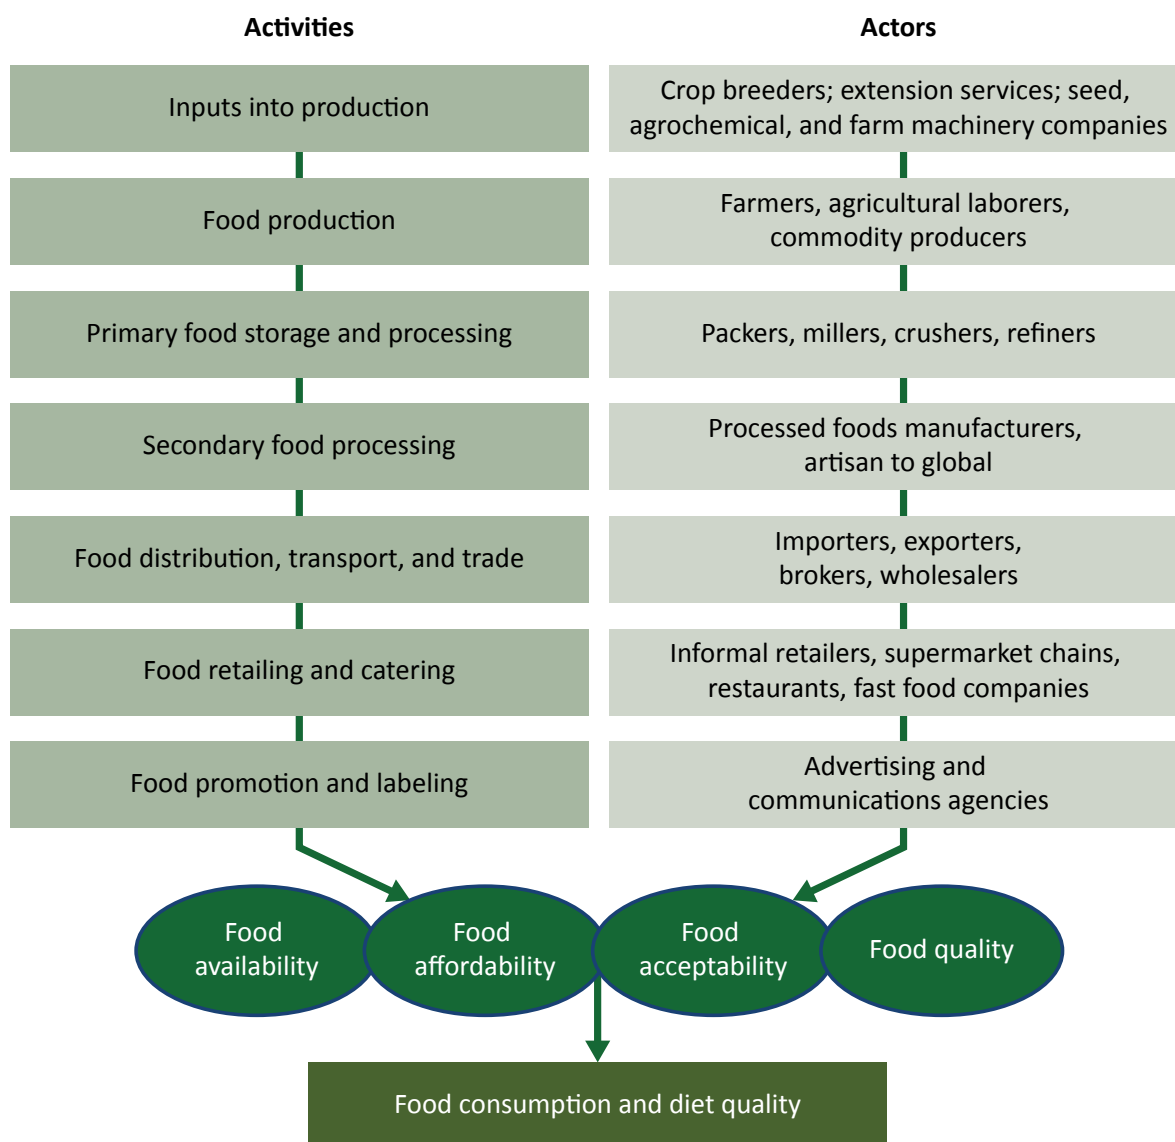 Activities
Actors
Inputs into production
Crop breeders; extension services; seed,
agrochemical, and farm machinery companies
Food production
Farmers, agricultural laborers,
commodity producers
Primary food storage and processing
Packers, millers, crushers, refiners
Secondary food processing
Processed foods manufacturers,
artisan to global
Food distribution, transport, and trade
Importers, exporters,
brokers, wholesalers
Food retailing and catering
Informal retailers, supermarket chains,
restaurants, fast food companies
Food promotion and labeling
Advertising and
communications agencies
Food
availability
Food
affordability
Food
acceptability
Food quality
Food consumption and diet quality